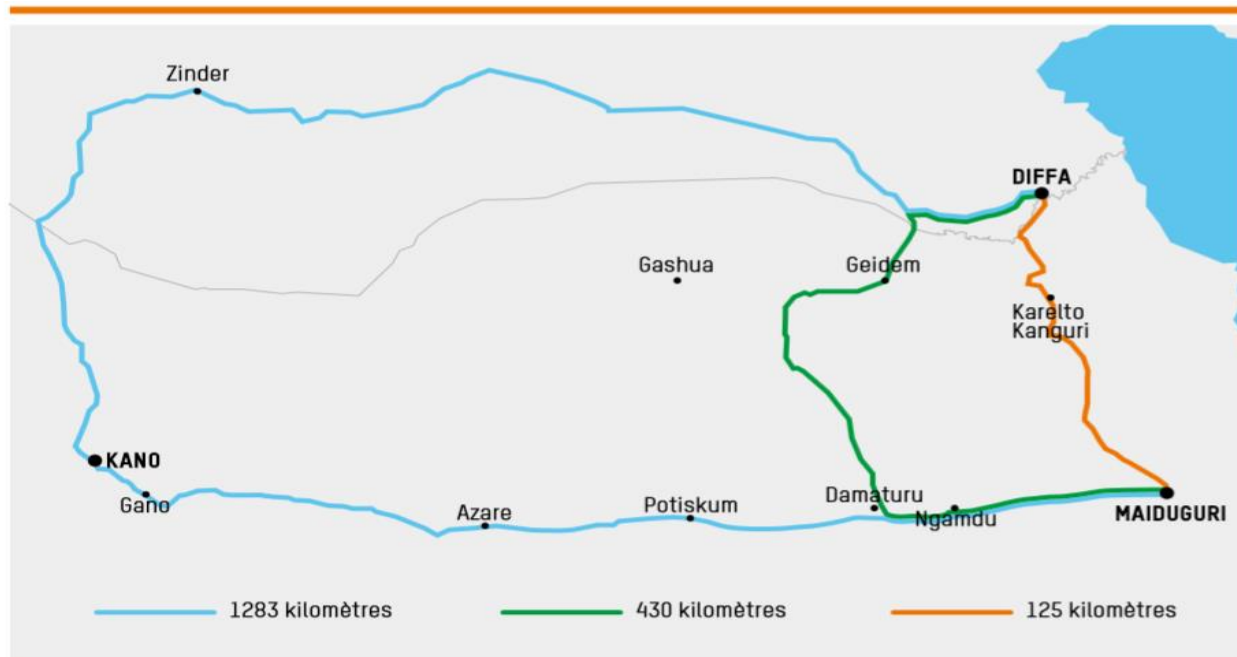 Zinder
DIFFA
Gashua
Geidem
Karelto
Kanguri
KANO
Gano
Azare
Potiskum
Damaturu
Ngamdu
MAIDUGURI
1283 kilomètres
430 kilomètres
125 kilomètres